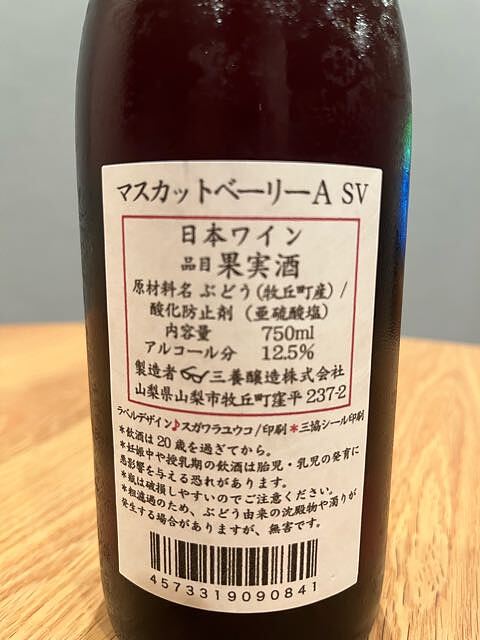 マスカットベーリーA SV
日本ワイン
品目 果実酒
原材料名 ぶどう（牧丘町産）/
酸化防止剤（亜硫酸塩）
内容量 750ml
アルコール分 12.5%
製造者 三養醸造株式会社
山梨県山梨市牧丘町窪平237-2
ラベルデザイン♪スガワラユウコ/印刷*三協シール印刷
*飲酒は20歳を過ぎてから。
*妊娠中や授乳期の飲酒は胎児・乳児の発育に
悪影響を与える恐れがあります。
*瓶は破損しやすいのでご注意ください。
*粗濾過のため、ぶどう由来の沈殿物や濁りが
発生する場合がありますが、無害です。
4573319090841